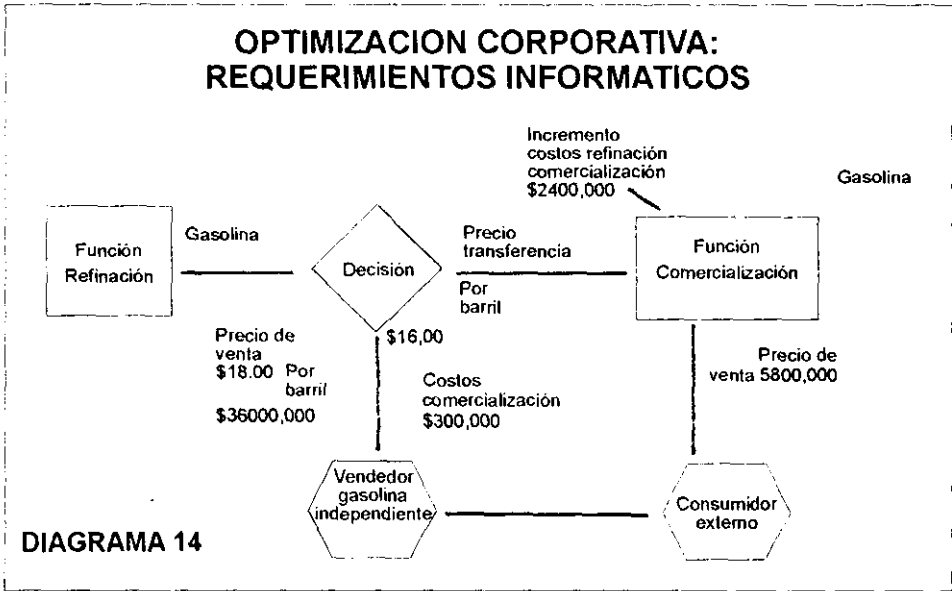 OPTIMIZACION CORPORATIVA:
REQUERIMIENTOS INFORMATICOS
Incremento
costos refinación
comercialización
$2400,000
Gasolina
Función
Refinación
Gasolina
Decisión
Precio
transferencia
Por
barril
Función
Comercialización
$16,00
Precio de
venta
$18.00 Por
barril
$36000,000
Costos
comercialización
$300,000
Precio de
venta 5800,000
Vendedor
gasolina
independiente
Consumidor
externo
DIAGRAMA 14